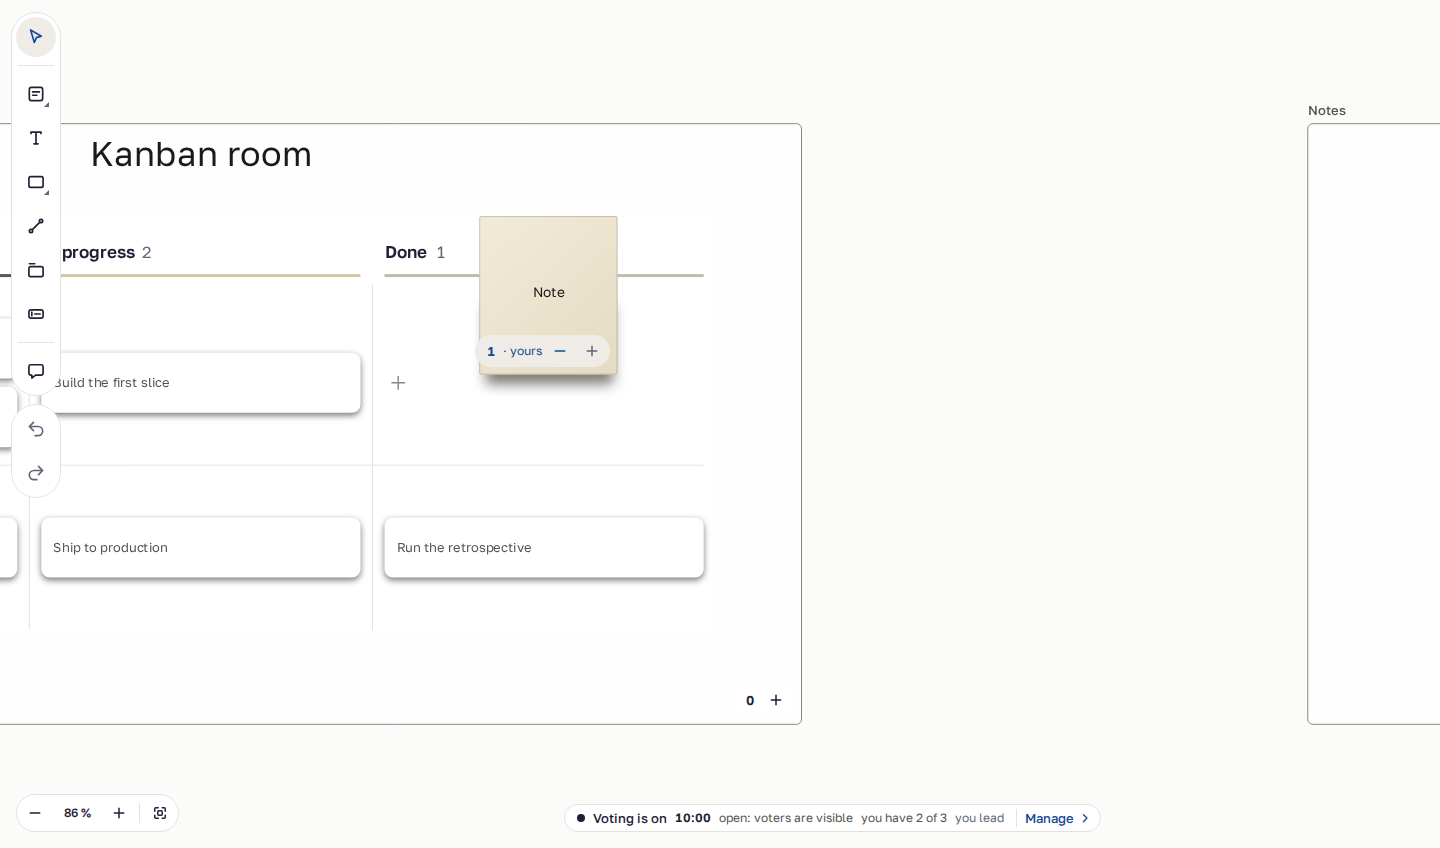 Notes
Kanban room
progress 2
Done 1
Note
1 · yours
Build the first slice
Ship to production
Run the retrospective
0
86 %
Voting is on 10:00 open: voters are visible you have 2 of 3 you lead Manage